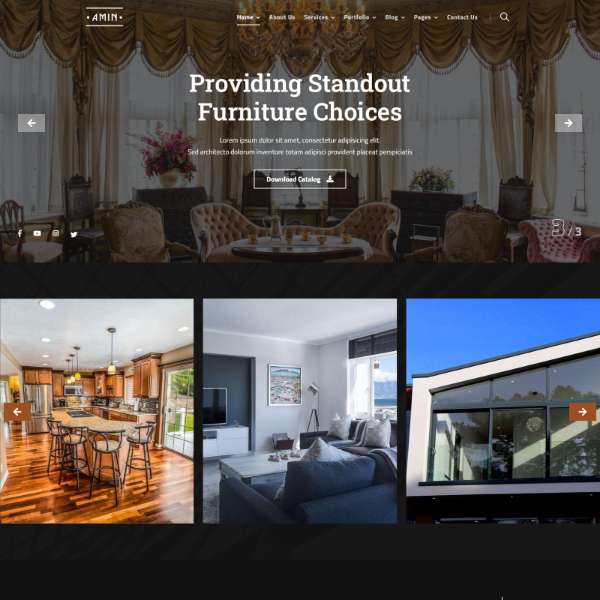 • AMIN •
Home About Us Services Portfolio Blog Pages Contact Us
Providing Standout
Furniture Choices
Lorem ipsum dolor sit amet, consectetur adipisicing elit.
Sed architecto dolorum inventore totam adipisci provident placeat perspiciatis
Download Catalog
3 / 3